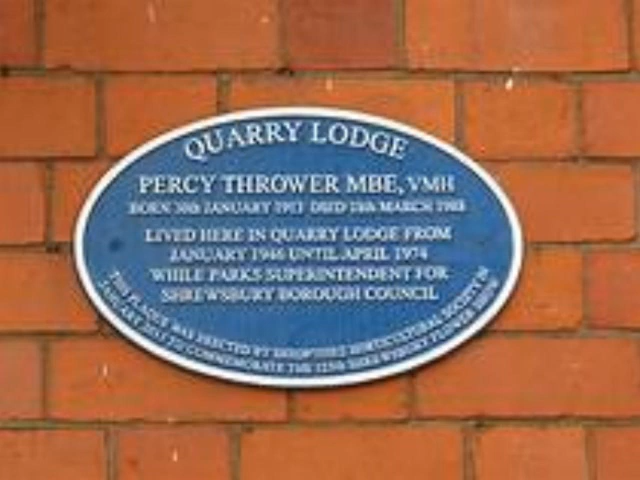 QUARRY LODGE
PERCY THROWER MBE, VMH
BORN 30th JANUARY 1913 DIED 18th MARCH 1988
LIVED HERE IN QUARRY LODGE FROM
JANUARY 1946 UNTIL APRIL 1974
WHILE PARKS SUPERINTENDENT FOR
SHREWSBURY BOROUGH COUNCIL
THIS PLAQUE WAS ERECTED BY SHROPSHIRE HORTICULTURAL SOCIETY IN
JANUARY 2013 TO COMMEMORATE THE 125th SHREWSBURY FLOWER SHOW